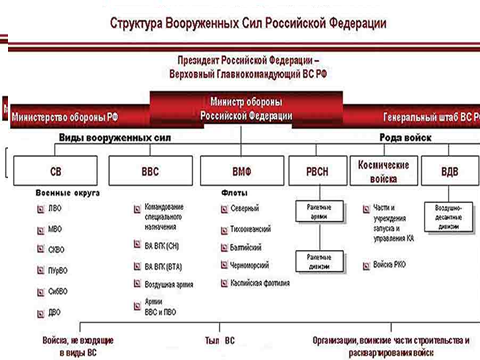 Структура Вооруженных Сил Российской Федерации
Президент Российской Федерации –
Верховный Главнокомандующий ВС РФ
Министр обороны
Российской Федерации
Министерство обороны РФ
Генеральный штаб ВС РФ
Виды вооруженных сил
Рода войск
СВ
ВВС
ВМФ
РВСН
Космические
войска
ВДВ
Военные округа
ЛВО
МВО
СКВО
ПУрВО
СибВО
ДВО
Командование
специального
назначения
ВА ВГК (СН)
ВА ВГК (ВТА)
Воздушная армия
Армии
ВВС и ПВО
Флоты
Северный
Тихоокеанский
Балтийский
Черноморский
Каспийская флотилия
Ракетные
армии
Ракетные
дивизии
Части и
учреждения
запуска и
управления КА
Войска РКО
Воздушно-
десантные
дивизии
Войска, не входящие
в виды ВС
Тыл ВС
Организации, воинские части строительства и
расквартирования войск